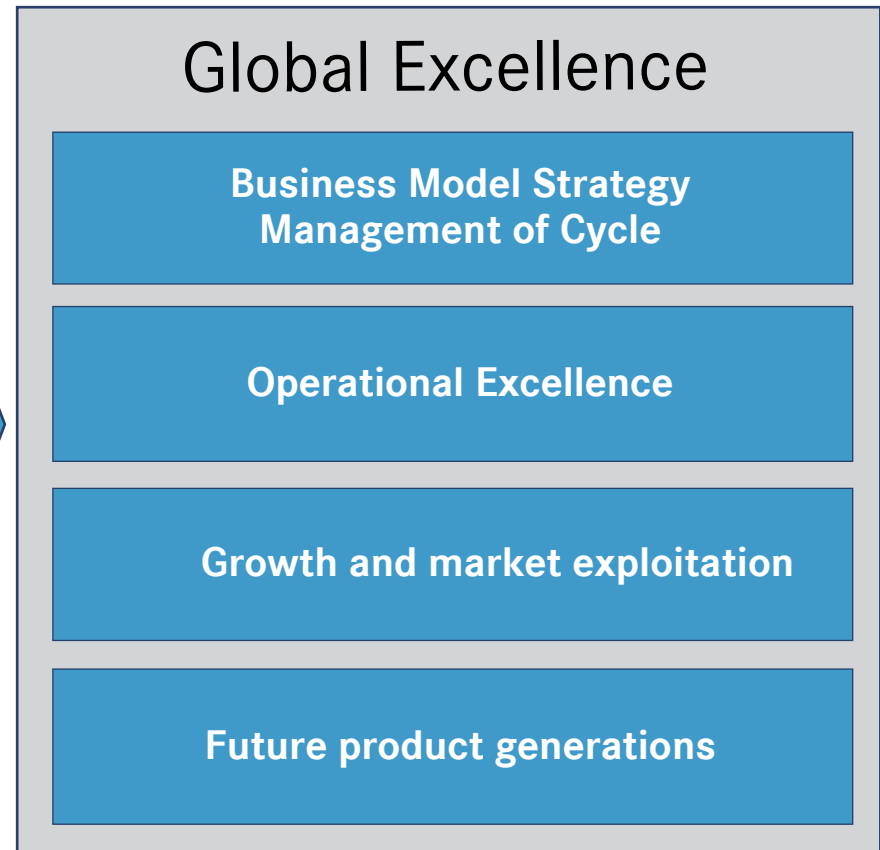 Global Excellence
Business Model Strategy
Management of Cycle
Operational Excellence
Growth and market exploitation
Future product generations